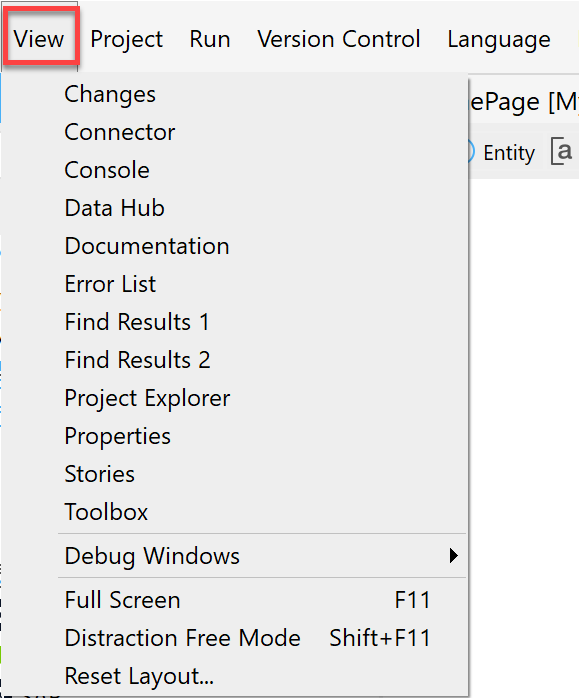 View Project Run Version Control Language
Changes
ePage [My
Connector
Entity [a
Console
Data Hub
Documentation
Error List
Find Results 1
Find Results 2
Project Explorer
Properties
Stories
Toolbox
Debug Windows
Full Screen F11
Distraction Free Mode Shift+F11
Reset Layout...